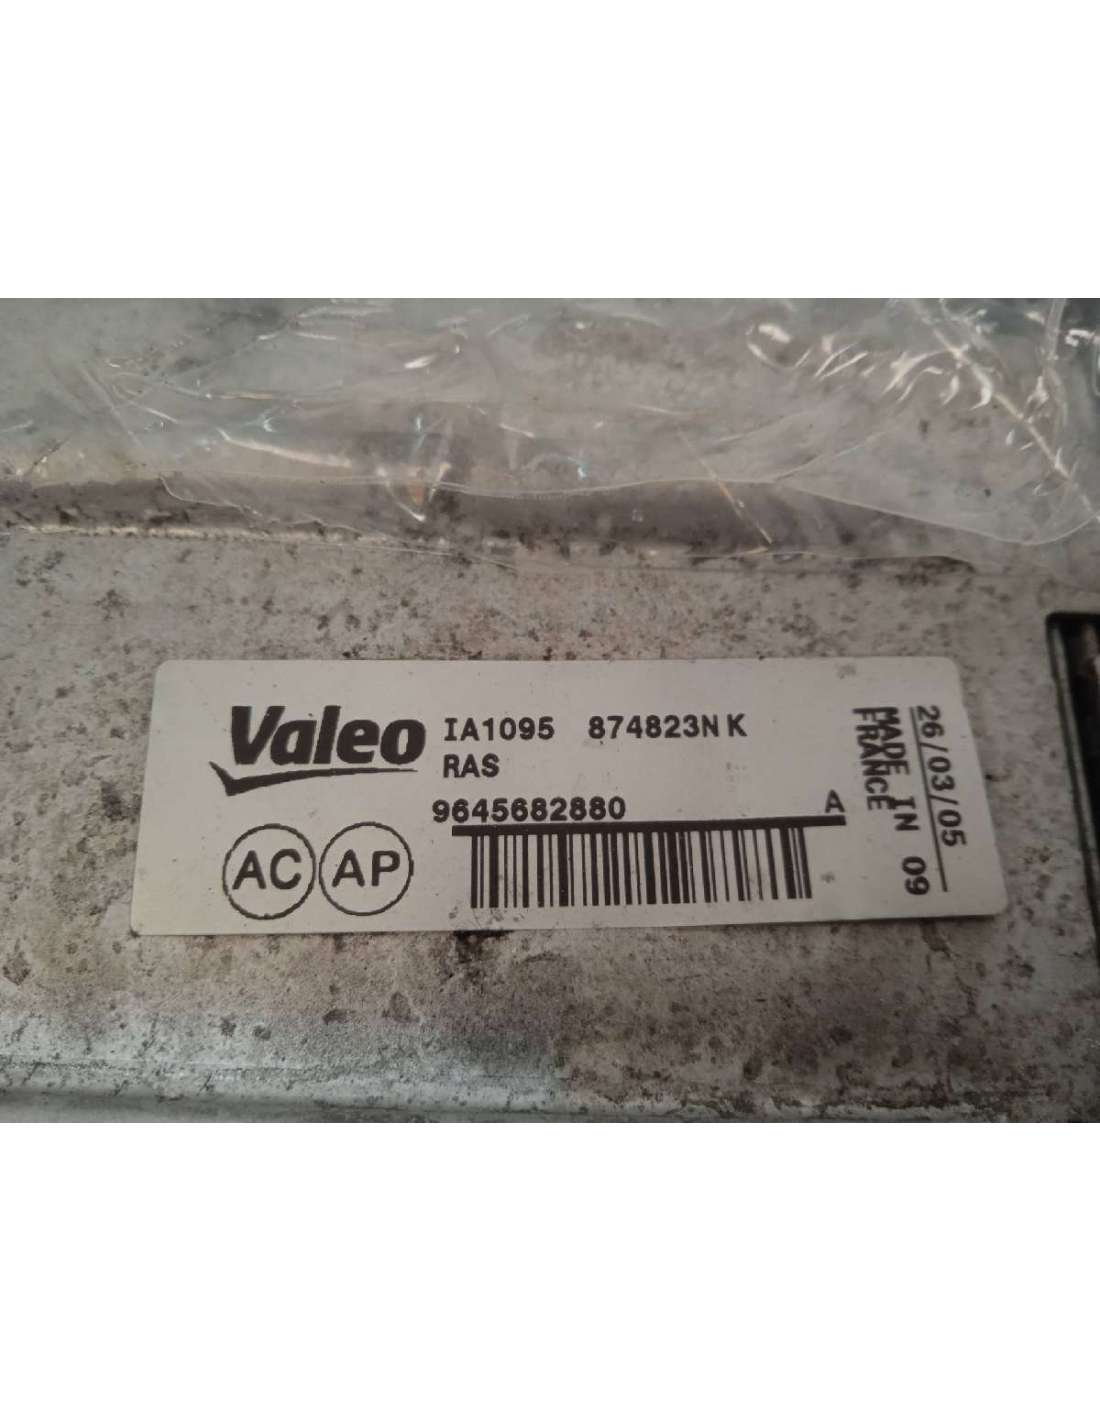 Valeo
IA1095 874823N K
RAS
9645682880 A
AC AP
26/03/05
MADE IN 09
FRANCE